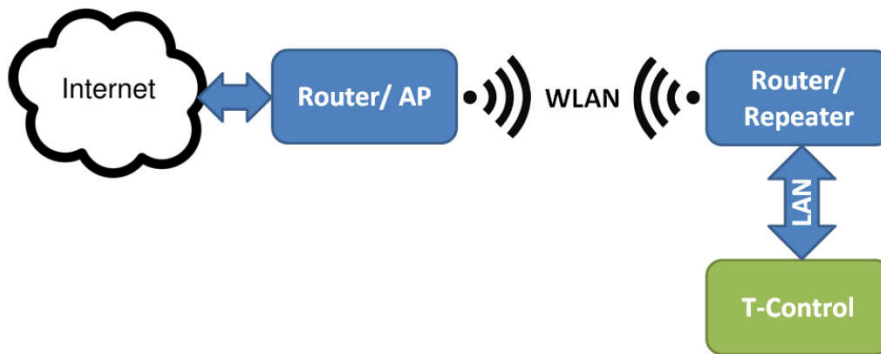 Internet
Router/ AP
WLAN
Router/
Repeater
LAN
T-Control